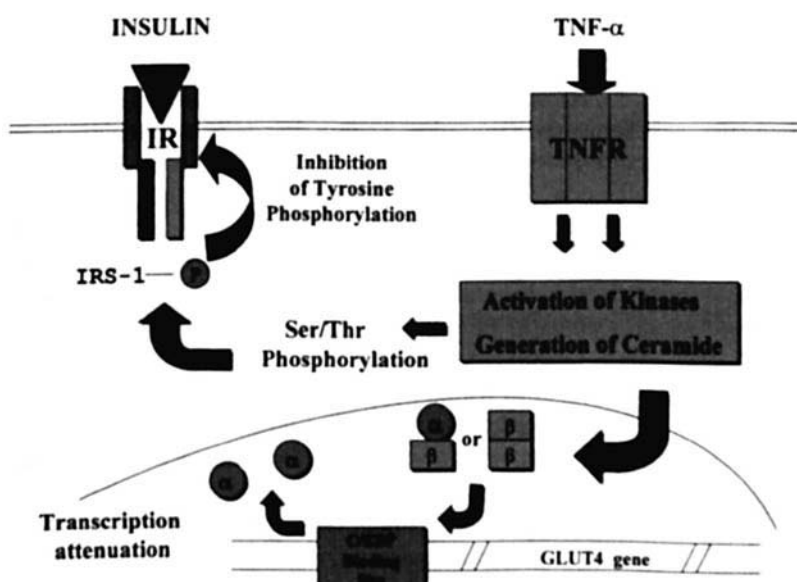 INSULIN
TNF-α
IR
TNFR
Inhibition
of Tyrosine
Phosphorylation
IRS-1
P
Activation of Kinases
Generation of Ceramide
Ser/Thr
Phosphorylation
α
β
or
β
β
α
α
Transcription
attenuation
Binding
GLUT4 gene